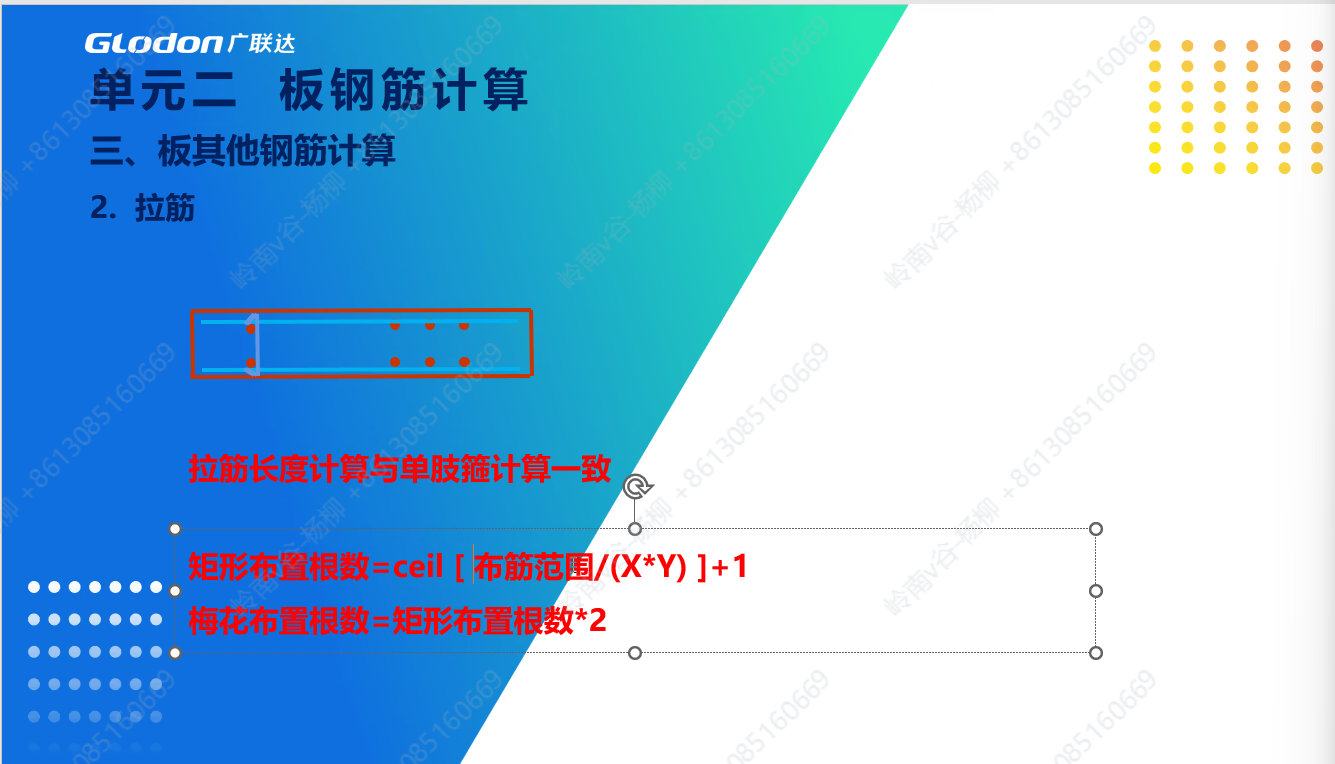 GLodon广联达
单元二 板钢筋计算
三、板其他钢筋计算
2. 拉筋
拉筋长度计算与单肢箍计算一致
矩形布置根数=ceil [ 布筋范围/(X*Y) ]+1
梅花布置根数=矩形布置根数*2
岭南v谷-杨柳 +8613085160669